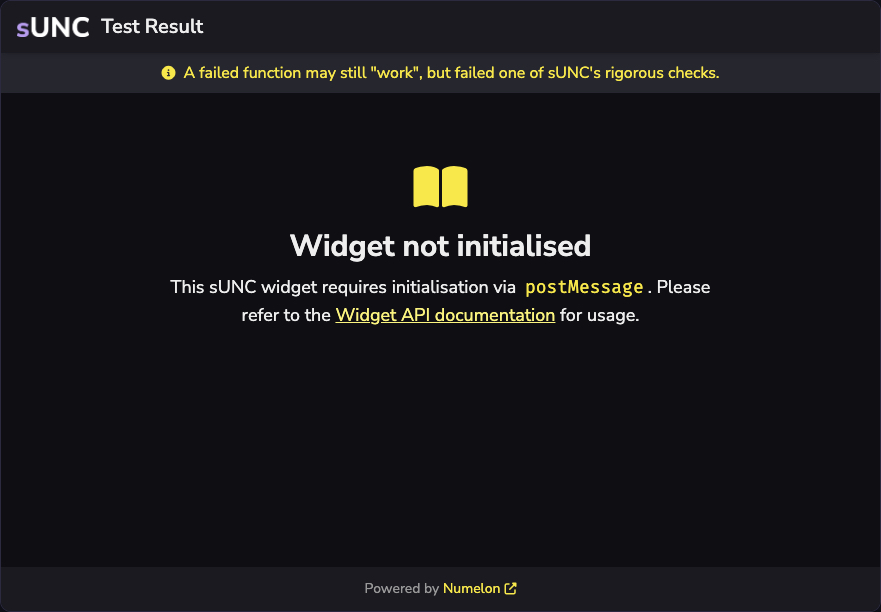 sUNC Test Result
A failed function may still "work", but failed one of sUNC's rigorous checks.
Widget not initialised
This sUNC widget requires initialisation via postMessage. Please
refer to the Widget API documentation for usage.
Powered by Numelon